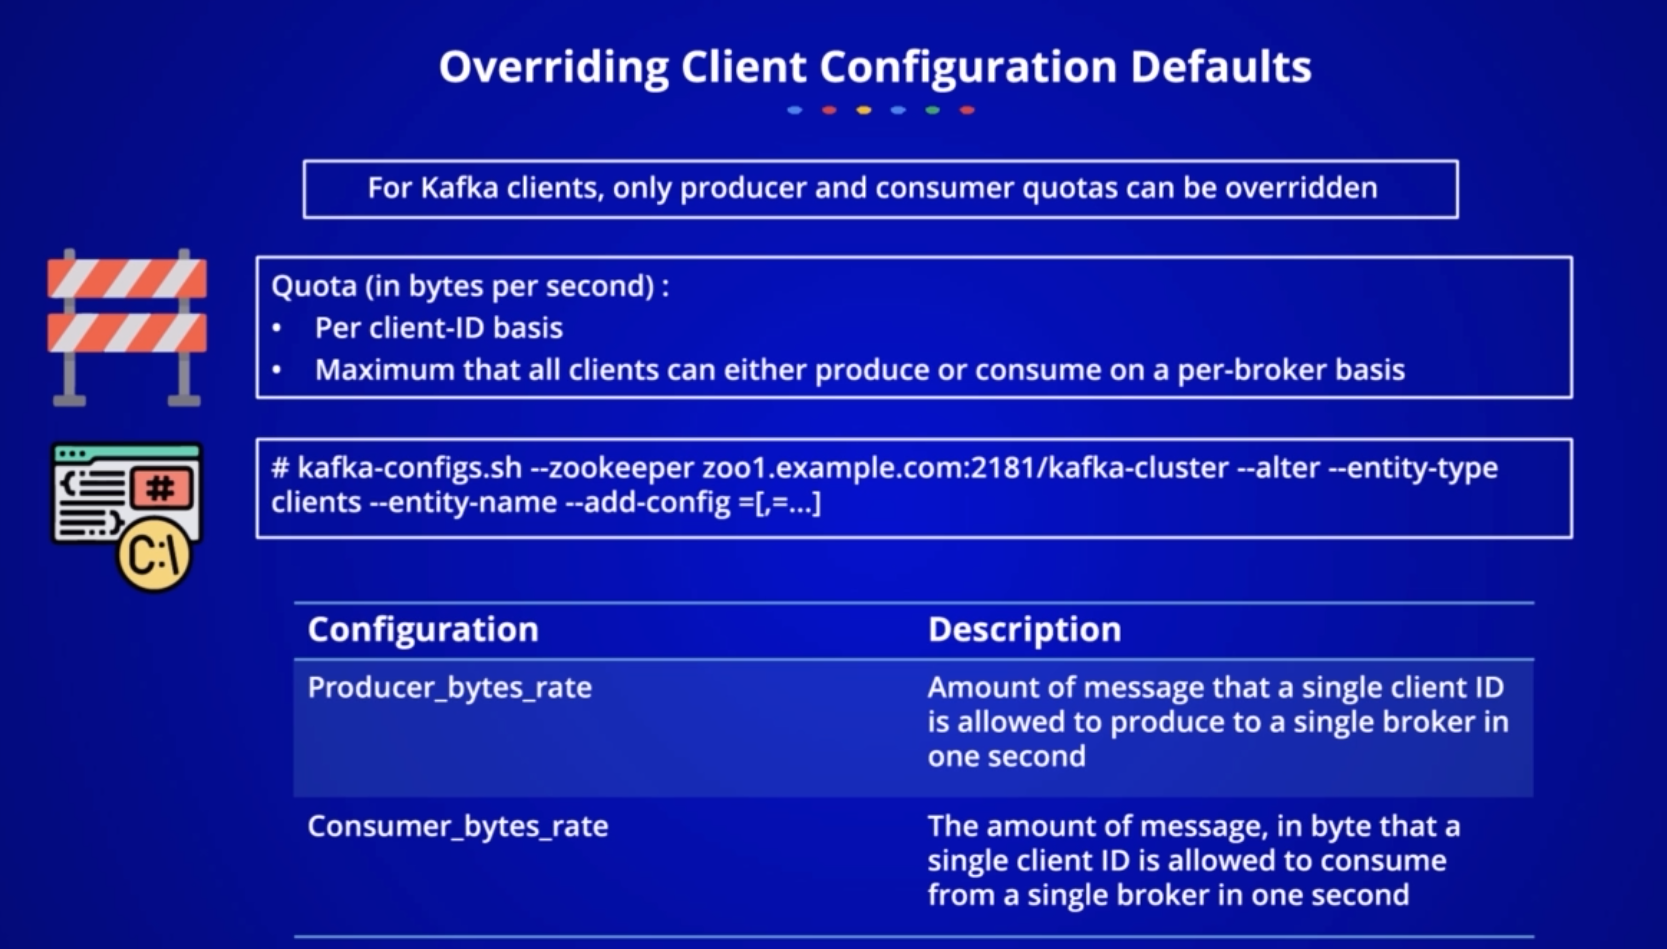 Overriding Client Configuration Defaults
For Kafka clients, only producer and consumer quotas can be overridden
Quota (in bytes per second) :
• Per client-ID basis
• Maximum that all clients can either produce or consume on a per-broker basis
# kafka-configs.sh --zookeeper zoo1.example.com:2181/kafka-cluster --alter --entity-type
clients --entity-name --add-config =[,=...]
#
C:\
Configuration Description
Producer_bytes_rate Amount of message that a single client ID
is allowed to produce to a single broker in
one second
Consumer_bytes_rate The amount of message, in byte that a
single client ID is allowed to consume
from a single broker in one second